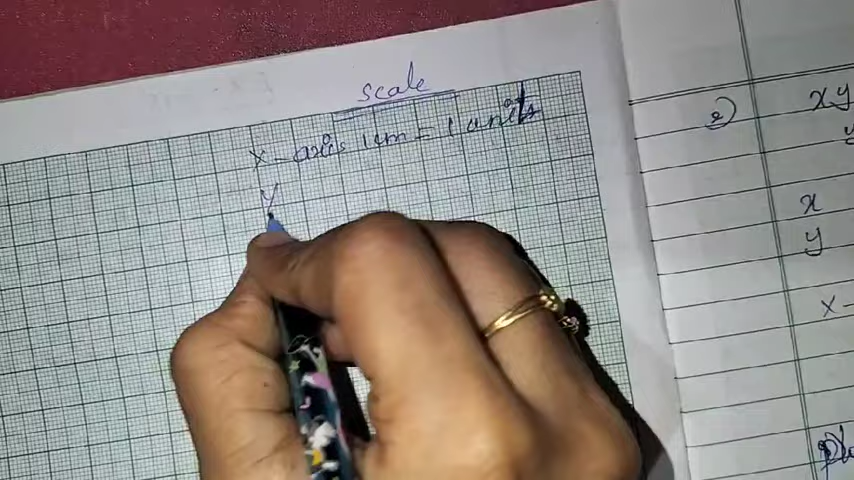 scale
x-axis 1cm = 1 units
y
2) xy
y
x
y
x-